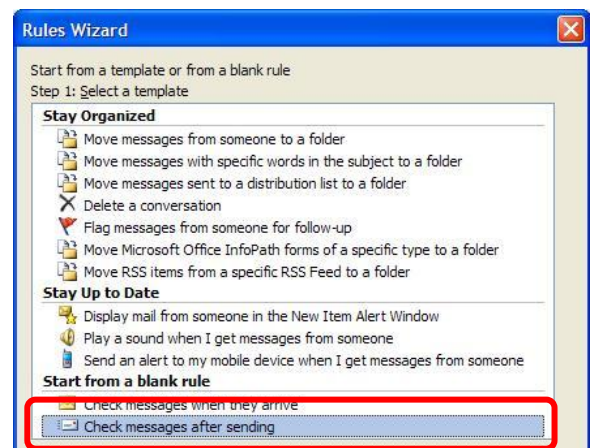 Rules Wizard
Start from a template or from a blank rule
Step 1: Select a template
Stay Organized
Move messages from someone to a folder
Move messages with specific words in the subject to a folder
Move messages sent to a distribution list to a folder
Delete a conversation
Flag messages from someone for follow-up
Move Microsoft Office InfoPath forms of a specific type to a folder
Move RSS items from a specific RSS Feed to a folder
Stay Up to Date
Display mail from someone in the New Item Alert Window
Play a sound when I get messages from someone
Send an alert to my mobile device when I get messages from someone
Start from a blank rule
Check messages when they arrive
Check messages after sending